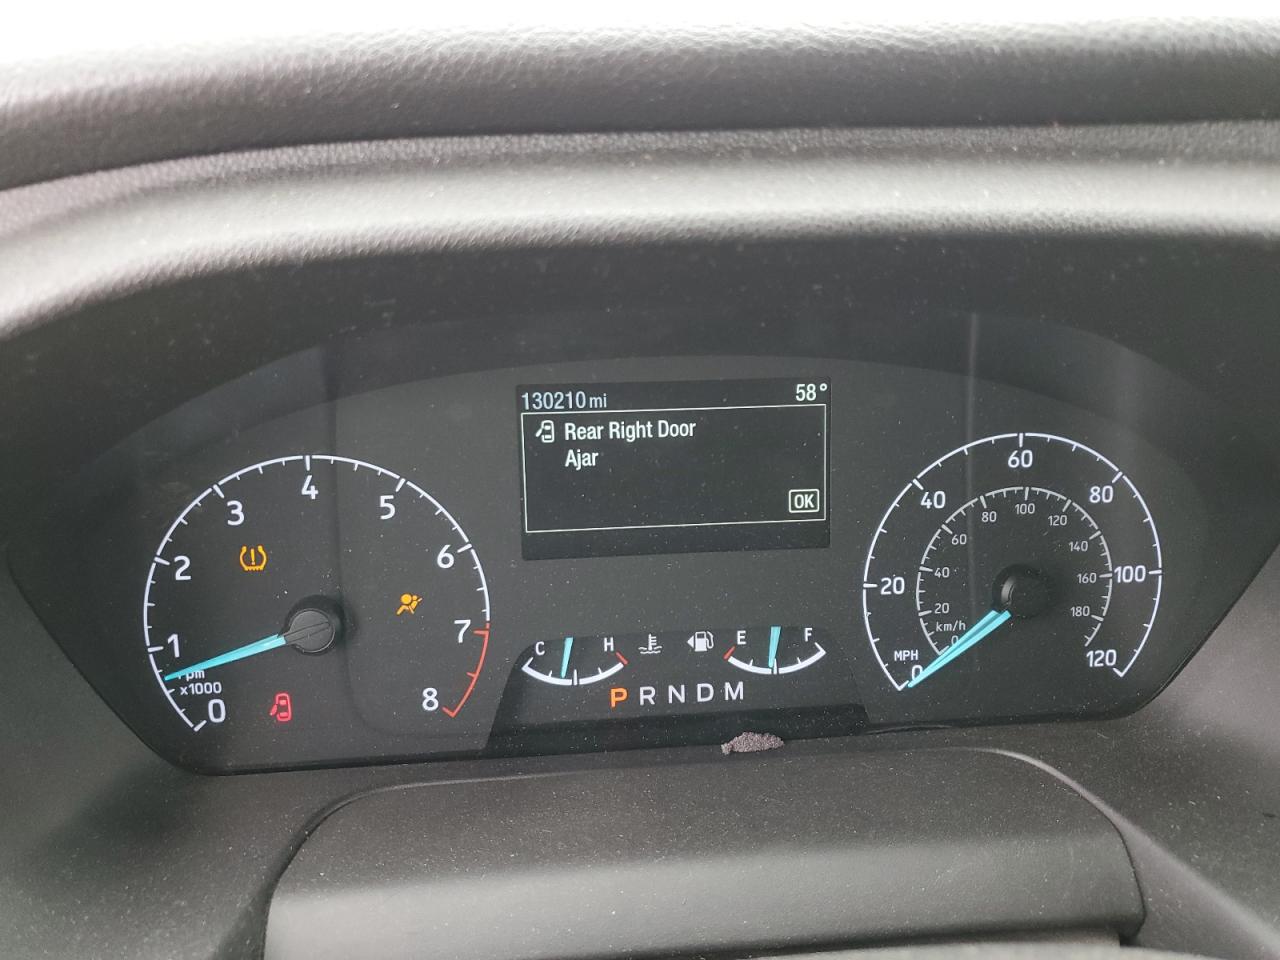 130210 mi 58°
Rear Right Door
Ajar
OK
0 1 2 3 4 5 6 7 8
rpm
x1000
C H
E F
P R N D M
0 20 40 60 80 100 120
MPH
0 20 40 60 80 100 120 140 160 180
km/h